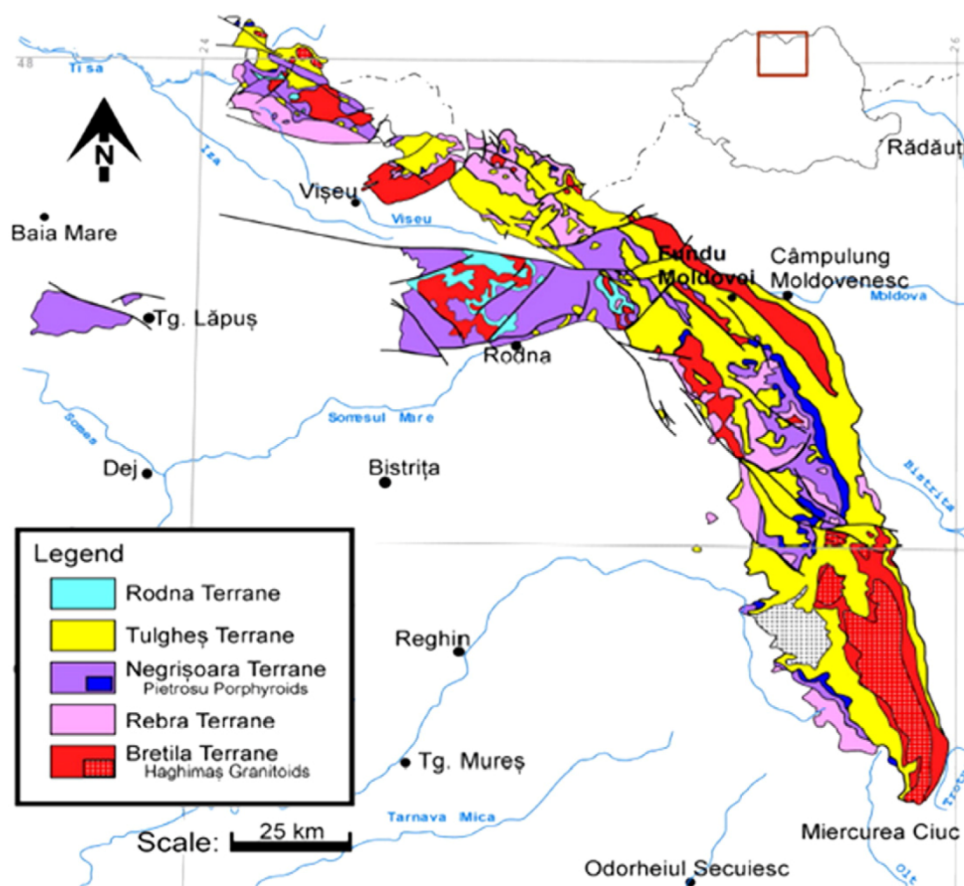 48
24
26
Tisa
N
Iza
Rădăuț
Vișeu
Viseu
Baia Mare
Fundu
Moldovei
Câmpulung
Moldovenesc
Moldova
Tg. Lăpuș
Rodna
Somes
Somesul Mare
Dej
Bistrița
Bistrita
Legend
Rodna Terrane
Tulgheș Terrane
Negrișoara Terrane
Pietrosu Porphyroids
Rebra Terrane
Bretila Terrane
Haghimaș Granitoids
Reghin
Tg. Mureș
Tarnava Mica
Scale: 25 km
Miercurea Ciuc
Odorheiul Secuiesc
Olt